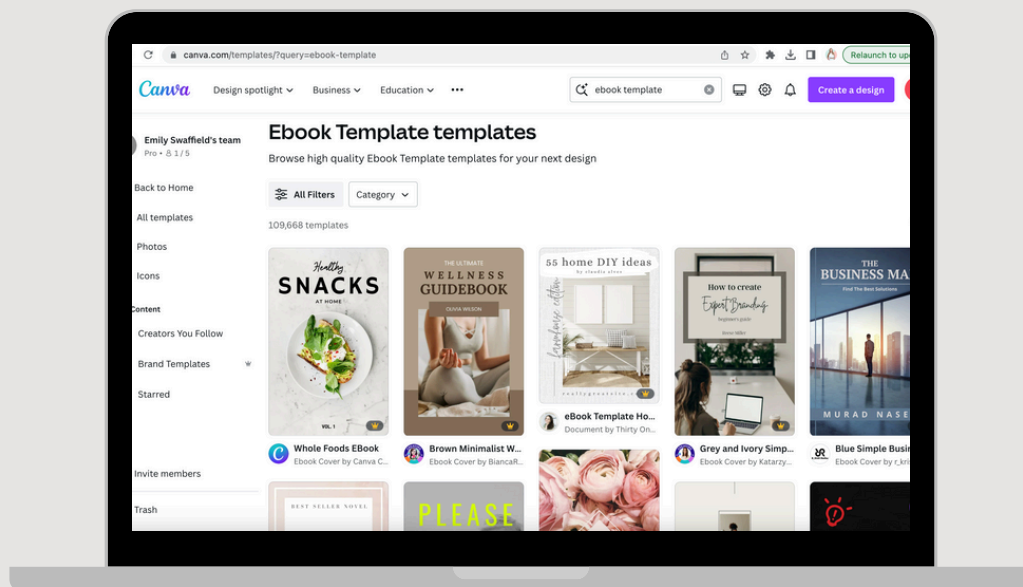 canva.com/templates/?query=ebook-template
Relaunch to up
Canva
Design spotlight
Business
Education
ebook template
Create a design
Emily Swaffield's team
Pro • 1 / 5
Back to Home
All templates
Photos
Icons
Content
Creators You Follow
Brand Templates
Starred
Invite members
Trash
Ebook Template templates
Browse high quality Ebook Template templates for your next design
All Filters
Category
109,668 templates
Healthy
SNACKS
AT HOME
VOL. 1
Whole Foods EBook
Ebook Cover by Canva C...
THE ULTIMATE
WELLNESS
GUIDEBOOK
OLIVIA WILSON
Brown Minimalist W...
Ebook Cover by BiancaR...
55 home DIY ideas
by claudia alves
farmhouse edition
reallygreatsite.c
eBook Template Ho...
Document by Thirty On...
How to create
Expert Branding
beginner's guide
Grey and Ivory Simp...
Ebook Cover by Katarzy...
THE
BUSINESS MA
Find The Best Solutions
MURAD NASE
Blue Simple Busin
Ebook Cover by r_kri
BEST SELLER NOVEL
PLEASE